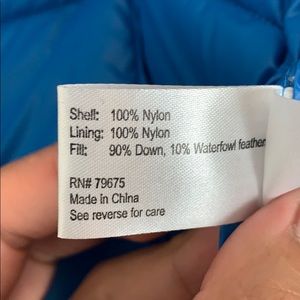 Shell: 100% Nylon
Lining: 100% Nylon
Fill: 90% Down, 10% Waterfowl feather
RN# 79675
Made in China
See reverse for care